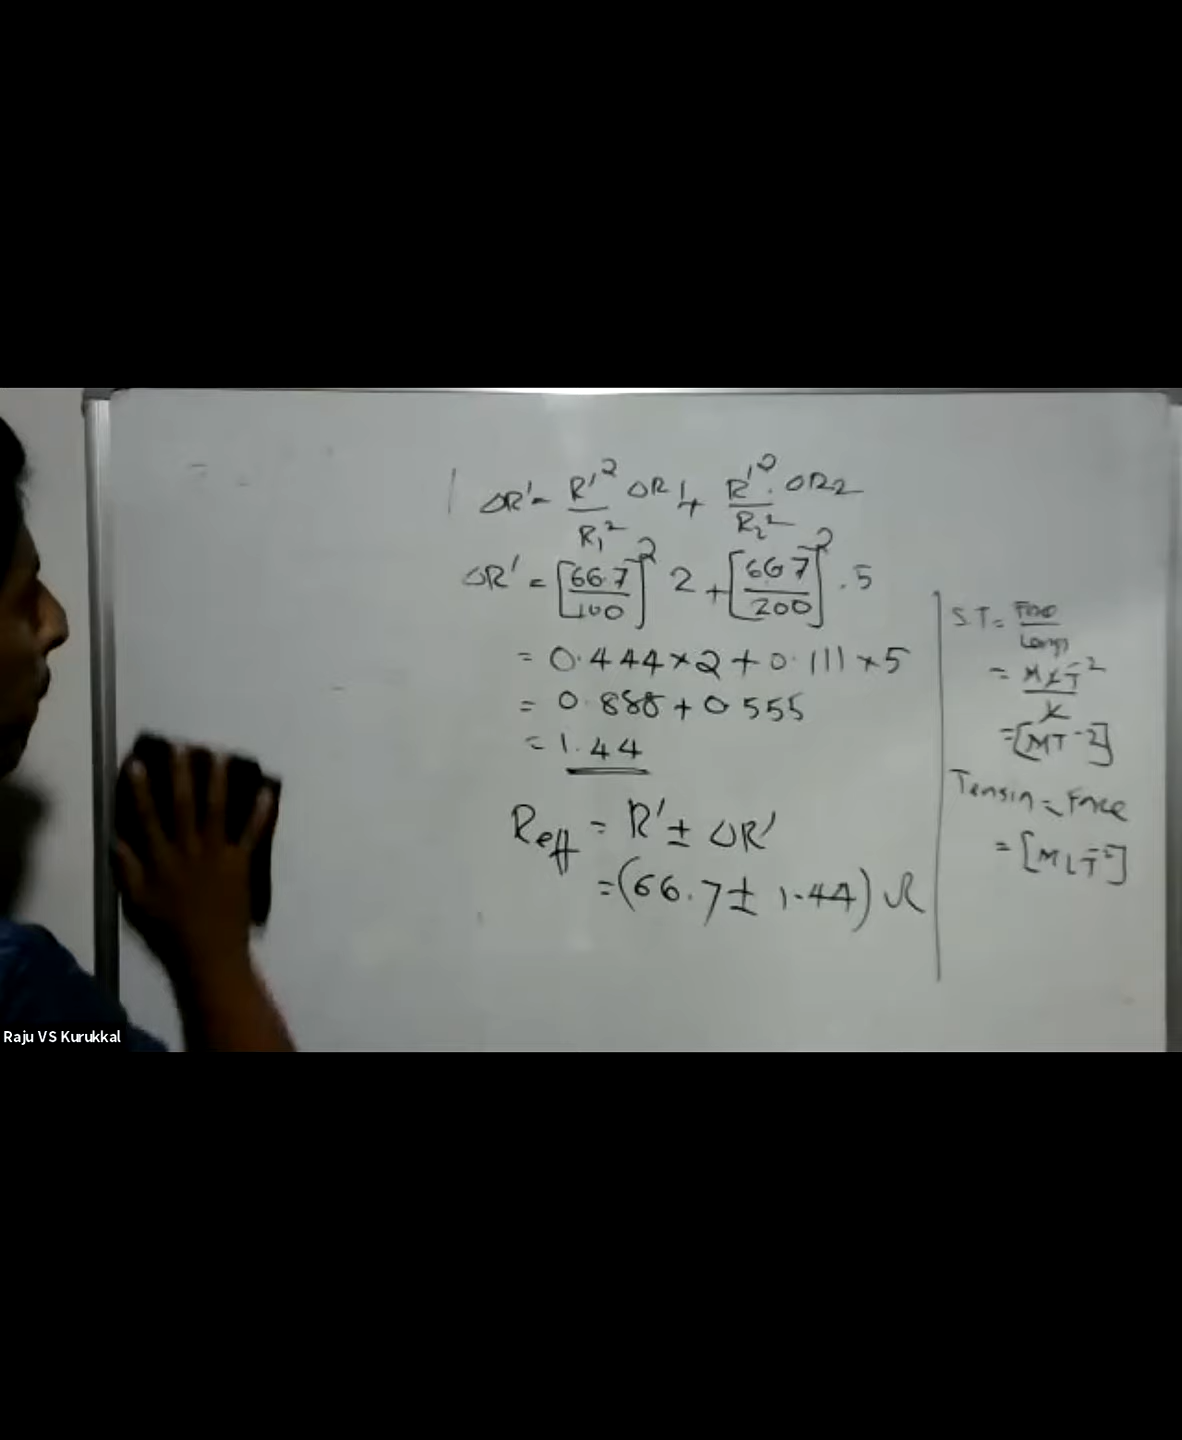 ΔR' = R'²/R₁² ΔR₁ + R'²/R₂² . ΔR₂
ΔR' = [66.7/100]² 2 + [66.7/200]² . 5
= 0.444 × 2 + 0.111 × 5
= 0.888 + 0.555
= 1.44
R eff = R' ± ΔR'
= (66.7 ± 1.44) Ω
S.T = Force/Length
= MLT⁻²/L
= [MT⁻²]
Tension = Force
= [MLT⁻²]
Raju VS Kurukkal